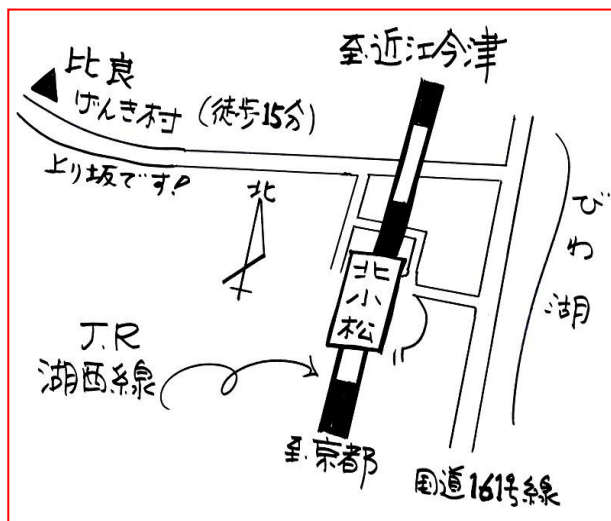 至.近江今津
比良
げんき村 (徒歩15分)
上り坂です!
北
びわ湖
北小松
J.R
湖西線
至.京都
国道161号線